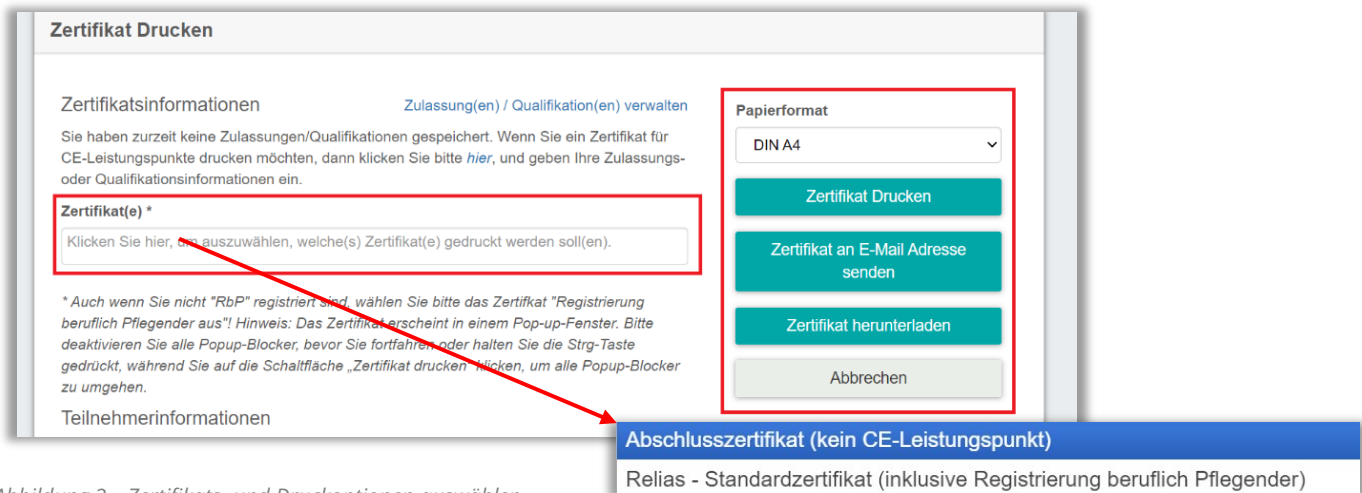 Zertifikat Drucken
Zertifikatsinformationen
Zulassung(en) / Qualifikation(en) verwalten
Sie haben zurzeit keine Zulassungen/Qualifikationen gespeichert. Wenn Sie ein Zertifikat für
CE-Leistungspunkte drucken möchten, dann klicken Sie bitte hier, und geben Ihre Zulassungs-
oder Qualifikationsinformationen ein.
Zertifikat(e) *
Klicken Sie hier, um auszuwählen, welche(s) Zertifikat(e) gedruckt werden soll(en).
* Auch wenn Sie nicht "RbP" registriert sind, wählen Sie bitte das Zertifkat "Registrierung
beruflich Pflegender aus"! Hinweis: Das Zertifikat erscheint in einem Pop-up-Fenster. Bitte
deaktivieren Sie alle Popup-Blocker, bevor Sie fortfahren oder halten Sie die Strg-Taste
gedrückt, während Sie auf die Schaltfläche „Zertifikat drucken" klicken, um alle Popup-Blocker
zu umgehen.
Teilnehmerinformationen
Papierformat
DIN A4
Zertifikat Drucken
Zertifikat an E-Mail Adresse
senden
Zertifikat herunterladen
Abbrechen
Abschlusszertifikat (kein CE-Leistungspunkt)
Relias - Standardzertifikat (inklusive Registrierung beruflich Pflegender)